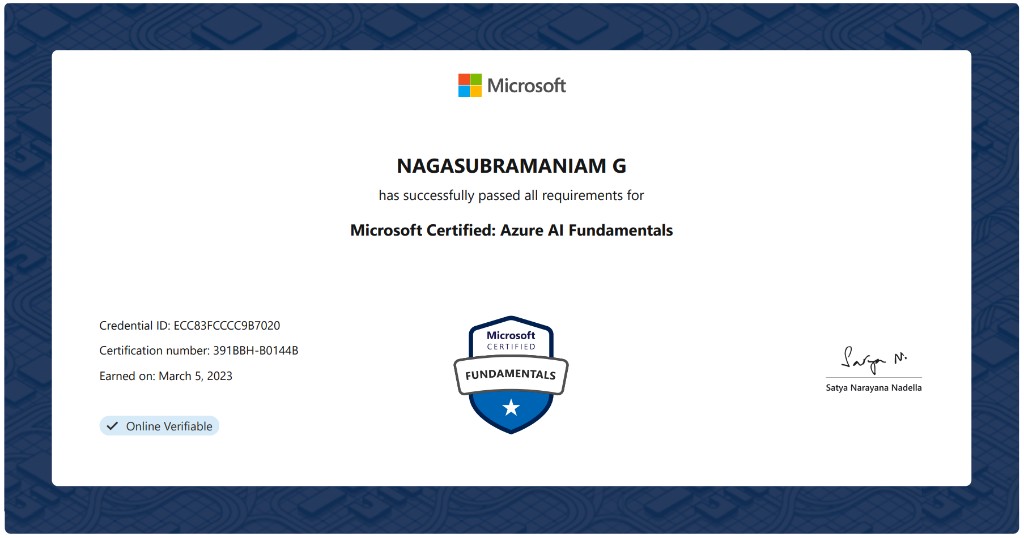 Microsoft
NAGASUBRAMANIAM G
has successfully passed all requirements for
Microsoft Certified: Azure AI Fundamentals
Credential ID: ECC83FCCCC9B7020
Certification number: 391BBH-B0144B
Earned on: March 5, 2023
Online Verifiable
Microsoft
CERTIFIED
FUNDAMENTALS
Satya N.
Satya Narayana Nadella